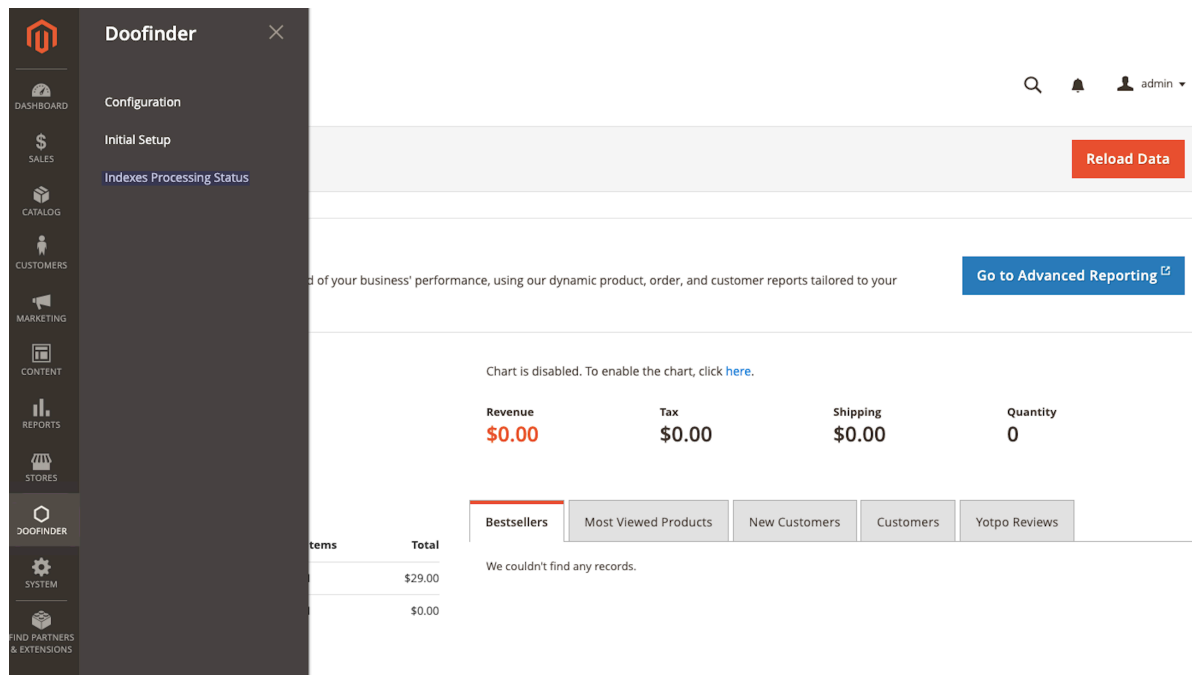 Doofinder
Configuration
Initial Setup
Indexes Processing Status
DASHBOARD
SALES
CATALOG
CUSTOMERS
MARKETING
CONTENT
REPORTS
STORES
DOOFINDER
SYSTEM
FIND PARTNERS
& EXTENSIONS
admin
Reload Data
d of your business' performance, using our dynamic product, order, and customer reports tailored to your
Go to Advanced Reporting
Chart is disabled. To enable the chart, click here.
Revenue Tax Shipping Quantity
$0.00 $0.00 $0.00 0
Bestsellers Most Viewed Products New Customers Customers Yotpo Reviews
We couldn't find any records.
tems Total
$29.00
$0.00